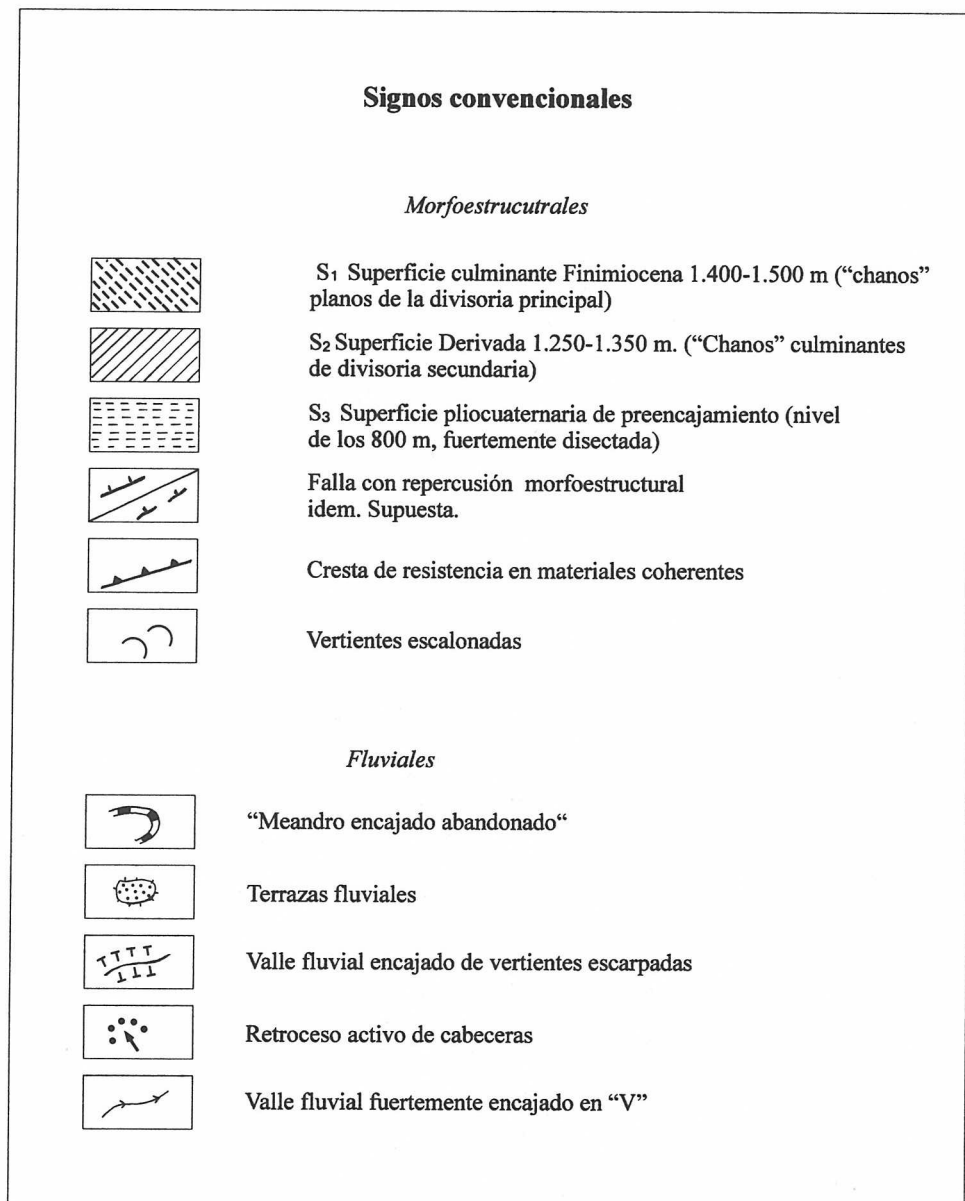 Signos convencionales
Morfoestrucutrales
S₁ Superficie culminante Finimiocena 1.400-1.500 m (“chanos”
planos de la divisoria principal)
S₂ Superficie Derivada 1.250-1.350 m. (“Chanos” culminantes
de divisoria secundaria)
S₃ Superficie pliocuaternaria de preencajamiento (nivel
de los 800 m, fuertemente disectada)
Falla con repercusión morfoestructural
idem. Supuesta.
Cresta de resistencia en materiales coherentes
Vertientes escalonadas
Fluviales
“Meandro encajado abandonado“
Terrazas fluviales
Valle fluvial encajado de vertientes escarpadas
Retroceso activo de cabeceras
Valle fluvial fuertemente encajado en “V”